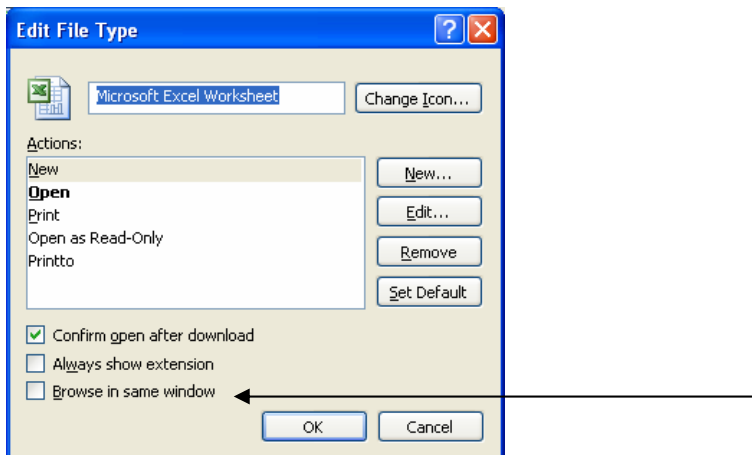 Edit File Type
Microsoft Excel Worksheet
Change Icon...
Actions:
New
Open
Print
Open as Read-Only
Printto
New...
Edit...
Remove
Set Default
Confirm open after download
Always show extension
Browse in same window
OK Cancel